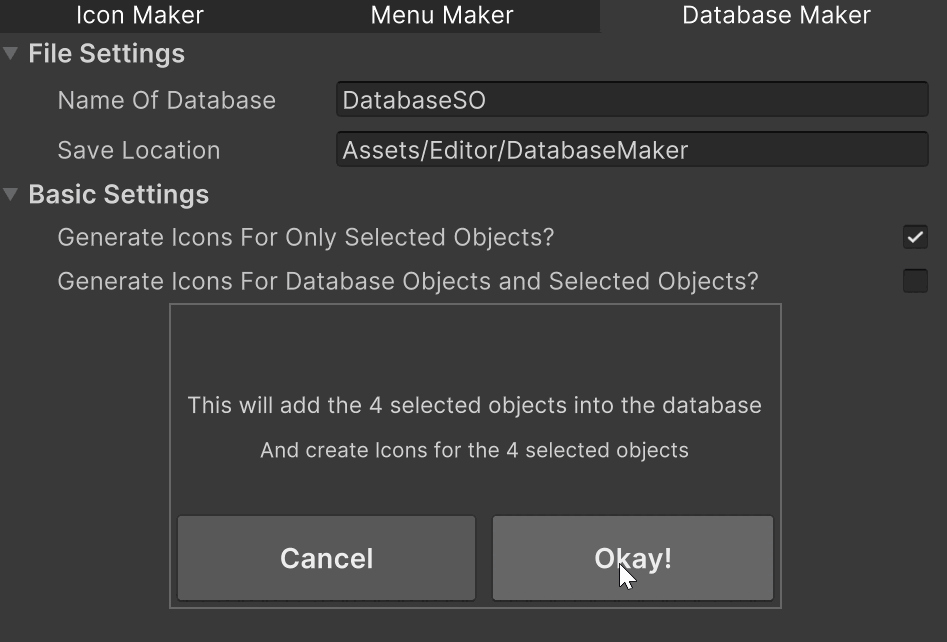 Icon Maker Menu Maker Database Maker
File Settings
Name Of Database DatabaseSO
Save Location Assets/Editor/DatabaseMaker
Basic Settings
Generate Icons For Only Selected Objects?
Generate Icons For Database Objects and Selected Objects?
This will add the 4 selected objects into the database
And create Icons for the 4 selected objects
Cancel Okay!